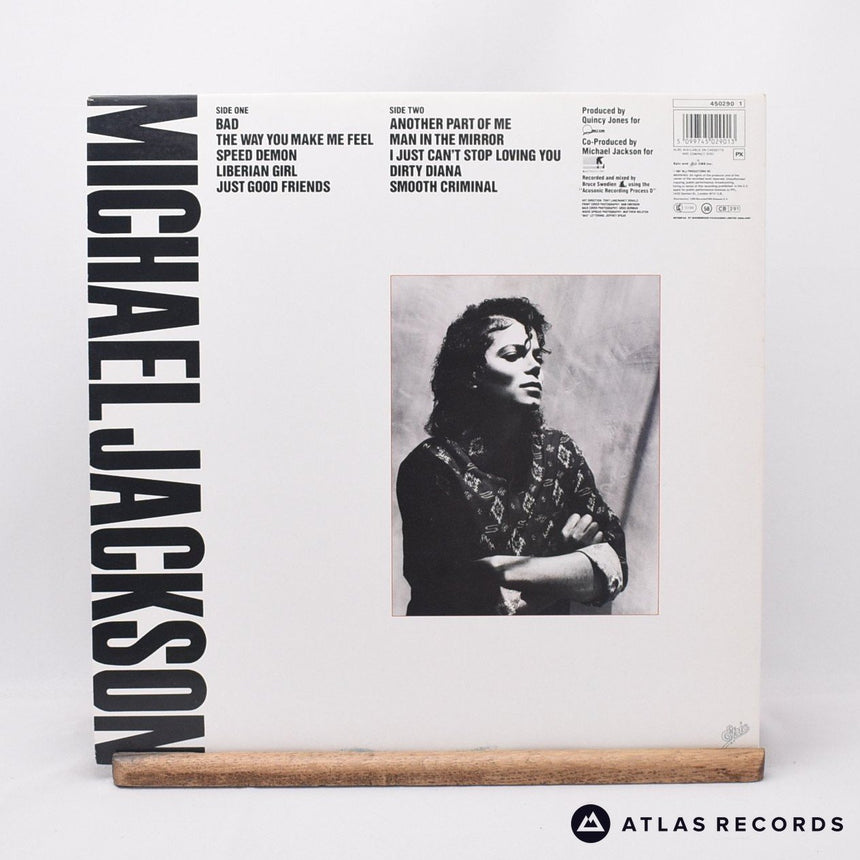 MICHAEL JACKSON
SIDE ONE
BAD
THE WAY YOU MAKE ME FEEL
SPEED DEMON
LIBERIAN GIRL
JUST GOOD FRIENDS
SIDE TWO
ANOTHER PART OF ME
MAN IN THE MIRROR
I JUST CAN'T STOP LOVING YOU
DIRTY DIANA
SMOOTH CRIMINAL
Produced by
Quincy Jones for
Co-Produced by
Michael Jackson for
Recorded and mixed by
Bruce Swedien using the
"Acusonic Recording Process"
450290 1
5 099745 029013
PX
Epic
ATLAS RECORDS